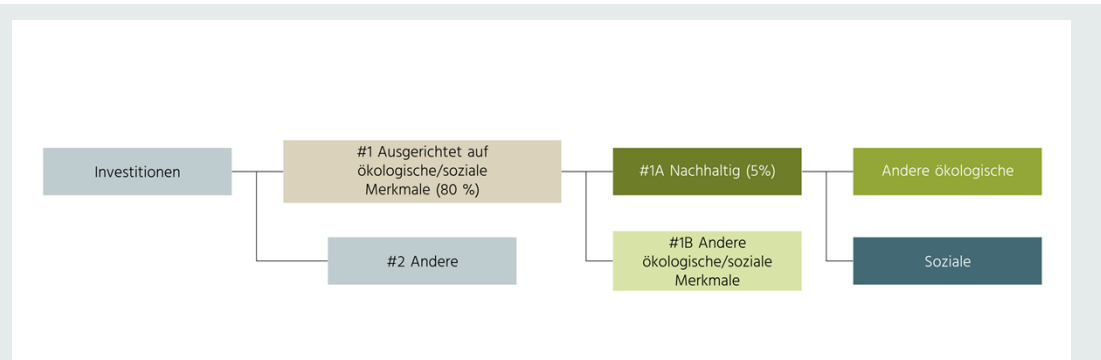 Investitionen
#1 Ausgerichtet auf
ökologische/soziale
Merkmale (80 %)
#1A Nachhaltig (5%)
Andere ökologische
#2 Andere
#1B Andere
ökologische/soziale
Merkmale
Soziale